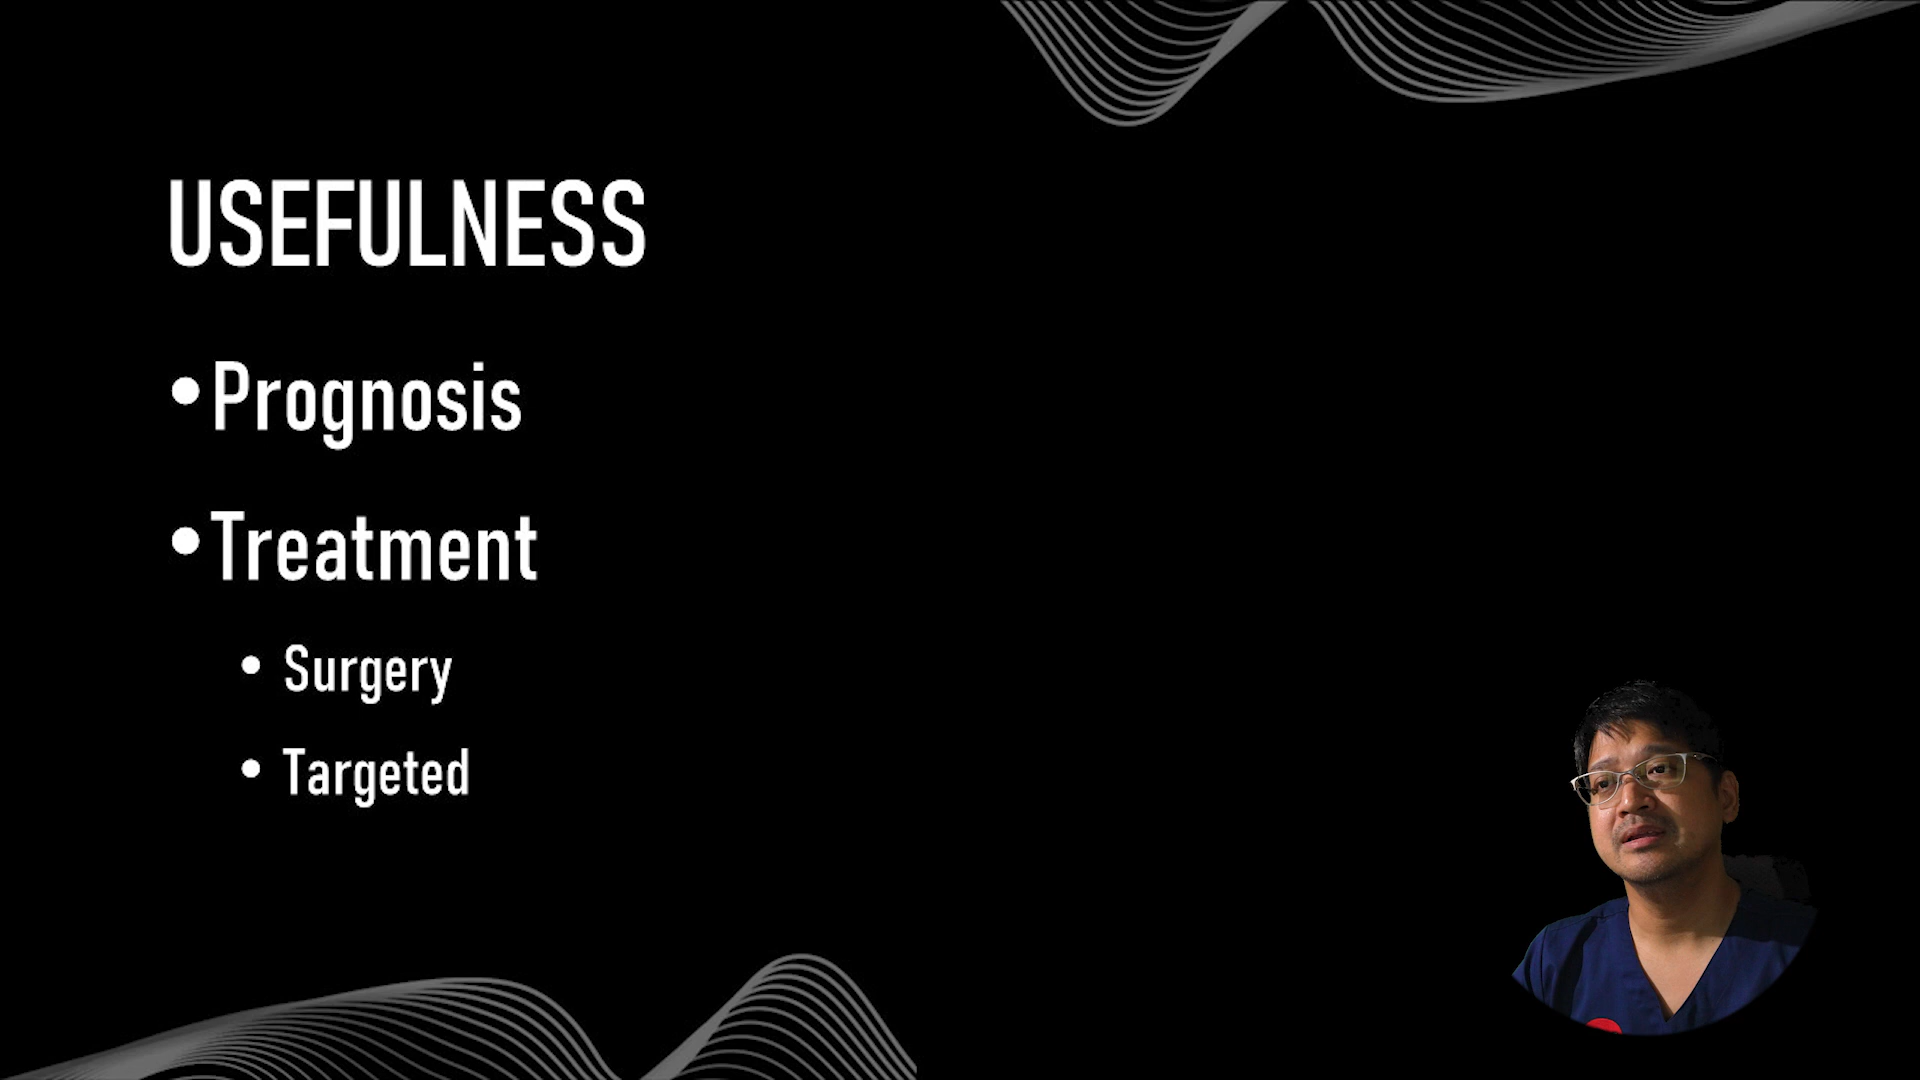 USEFULNESS
•Prognosis
•Treatment
• Surgery
• Targeted